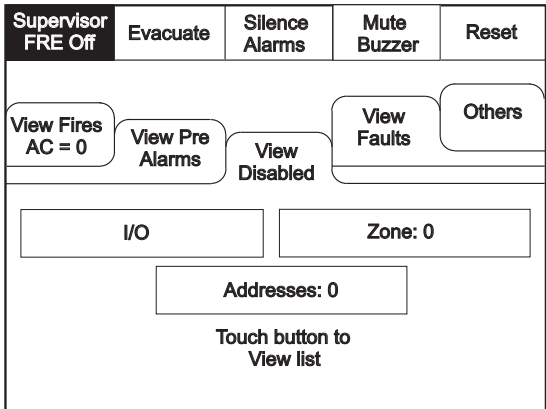 Supervisor
FRE Off
Evacuate
Silence
Alarms
Mute
Buzzer
Reset
View Fires
AC = 0
View Pre
Alarms
View
Disabled
View
Faults
Others
I/O
Zone: 0
Addresses: 0
Touch button to
View list